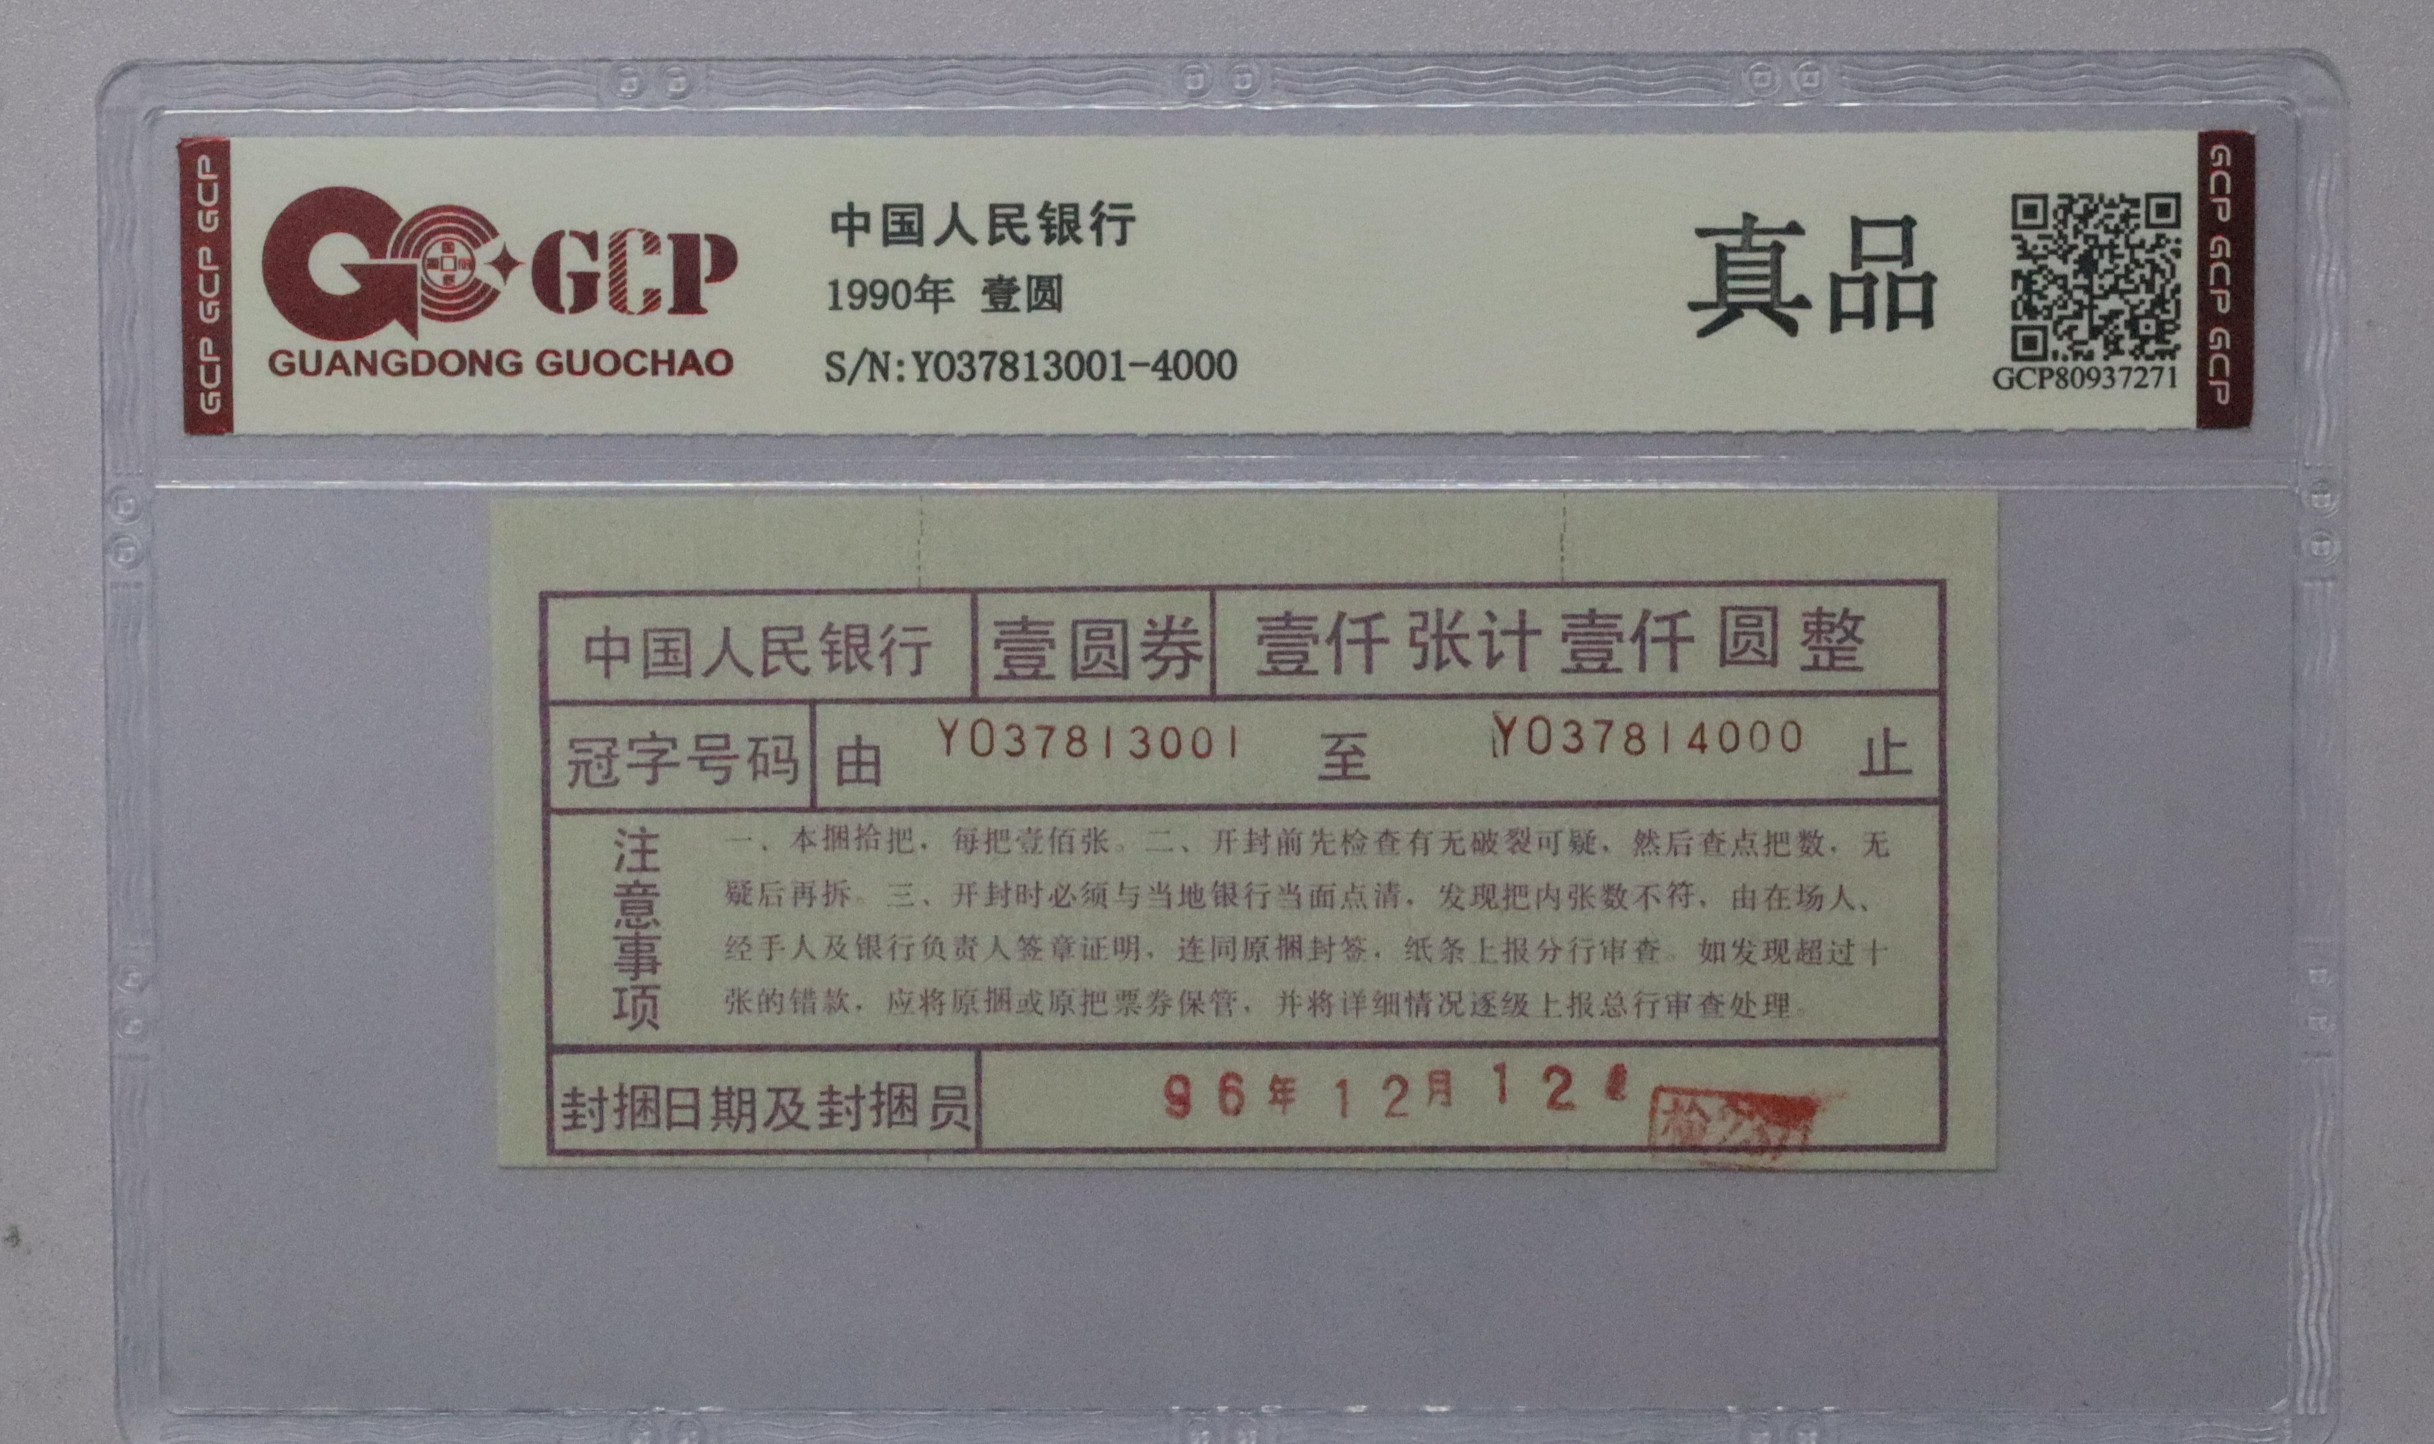 GCP GCP GCP
GCP
GUANGDONG GUOCHAO
中国人民银行
1990年 壹圆
S/N:YO37813001-4000
真品
GCP80937271
GCP GCP GCP
中国人民银行 壹圆券 壹仟张计壹仟圆整
冠字号码 由 YO37813001 至 YO37814000 止
注意事项
一、本捆拾把，每把壹佰张。二、开封前先检查有无破裂可疑，然后查点把数，无
疑后再拆。三、开封时必须与当地银行当面点清，发现把内张数不符，由在场人、
经手人及银行负责人签章证明，连同原捆封签，纸条上报分行审查。如发现超过十
张的错款，应将原捆或原把票券保管，并将详细情况逐级上报总行审查处理。
封捆日期及封捆员 96年12月12